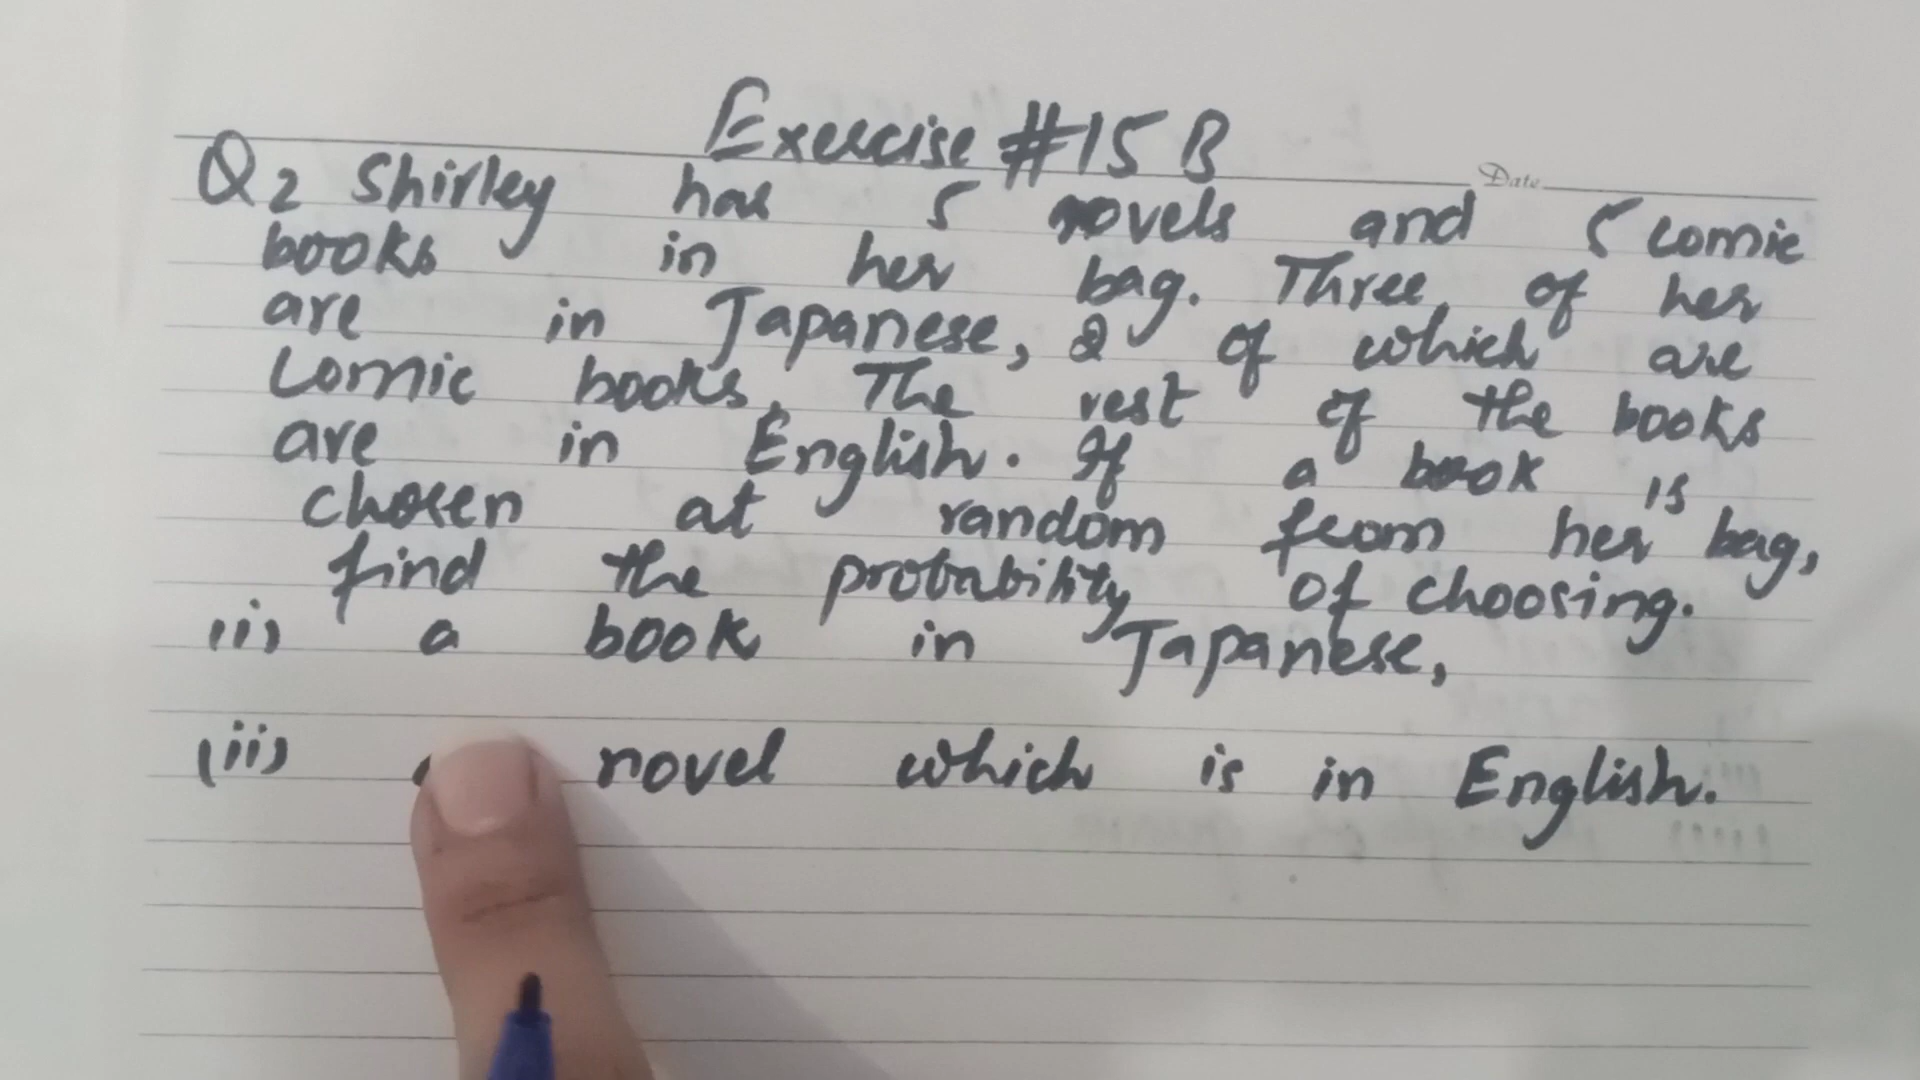 Exercise #15 B
Date
Q2 Shirley has 5 novels and 5 comic
books in her bag. Three of her
are in Japanese, 2 of which are
comic books. The rest of the books
are in English. If a book is
chosen at random from her bag,
find the probability of choosing.
(i) a book in Japanese,
(ii) novel which is in English.